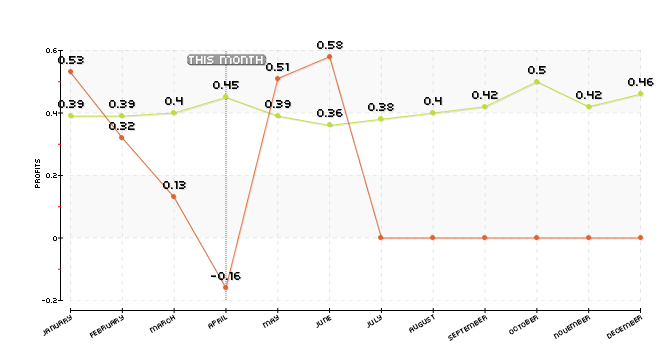 0.58
0.6
THIS MONTH
0.53
0.51
0.5
0.45
0.46
0.39
0.39
0.4
0.39
0.36
0.38
0.4
0.42
0.42
0.4
0.32
PROFITS
0.2
0.13
0
-0.16
-0.2
JANUARY
FEBRUARY
MARCH
APRIL
MAY
JUNE
JULY
AUGUST
SEPTEMBER
OCTOBER
NOVEMBER
DECEMBER